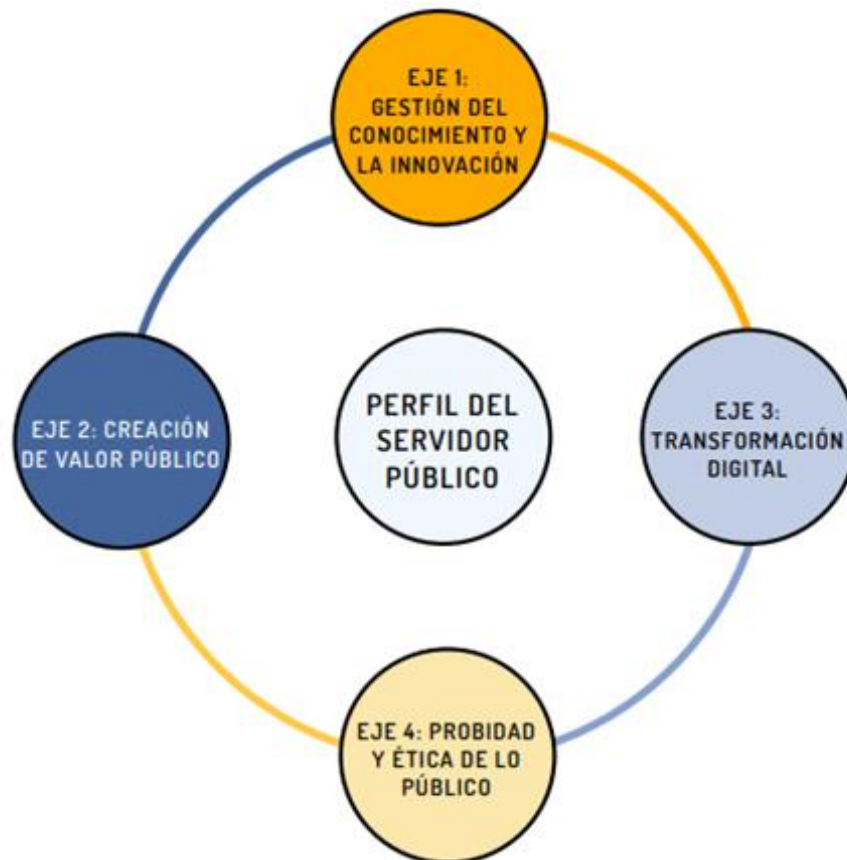 EJE 1:
GESTIÓN DEL
CONOCIMIENTO Y
LA INNOVACIÓN
EJE 2: CREACIÓN
DE VALOR PÚBLICO
PERFIL DEL
SERVIDOR
PÚBLICO
EJE 3:
TRANSFORMACIÓN
DIGITAL
EJE 4: PROBIDAD
Y ÉTICA DE LO
PÚBLICO